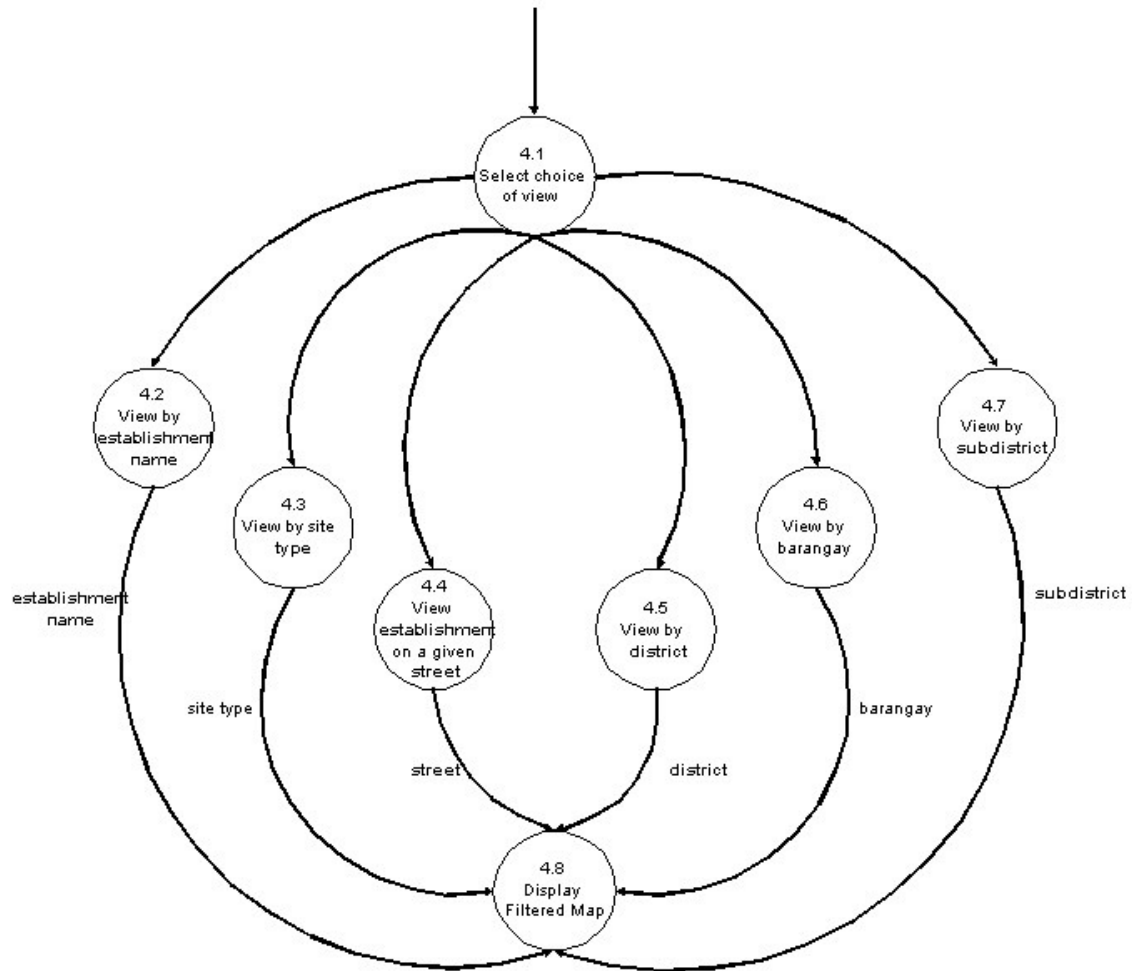 4.1
Select choice
of view
4.2
View by
establishment
name
4.7
View by
subdistrict
4.3
View by site
type
4.6
View by
barangay
4.4
View
establishment
on a given
street
4.5
View by
district
establishment
name
subdistrict
site type
barangay
street
district
4.8
Display
Filtered Map